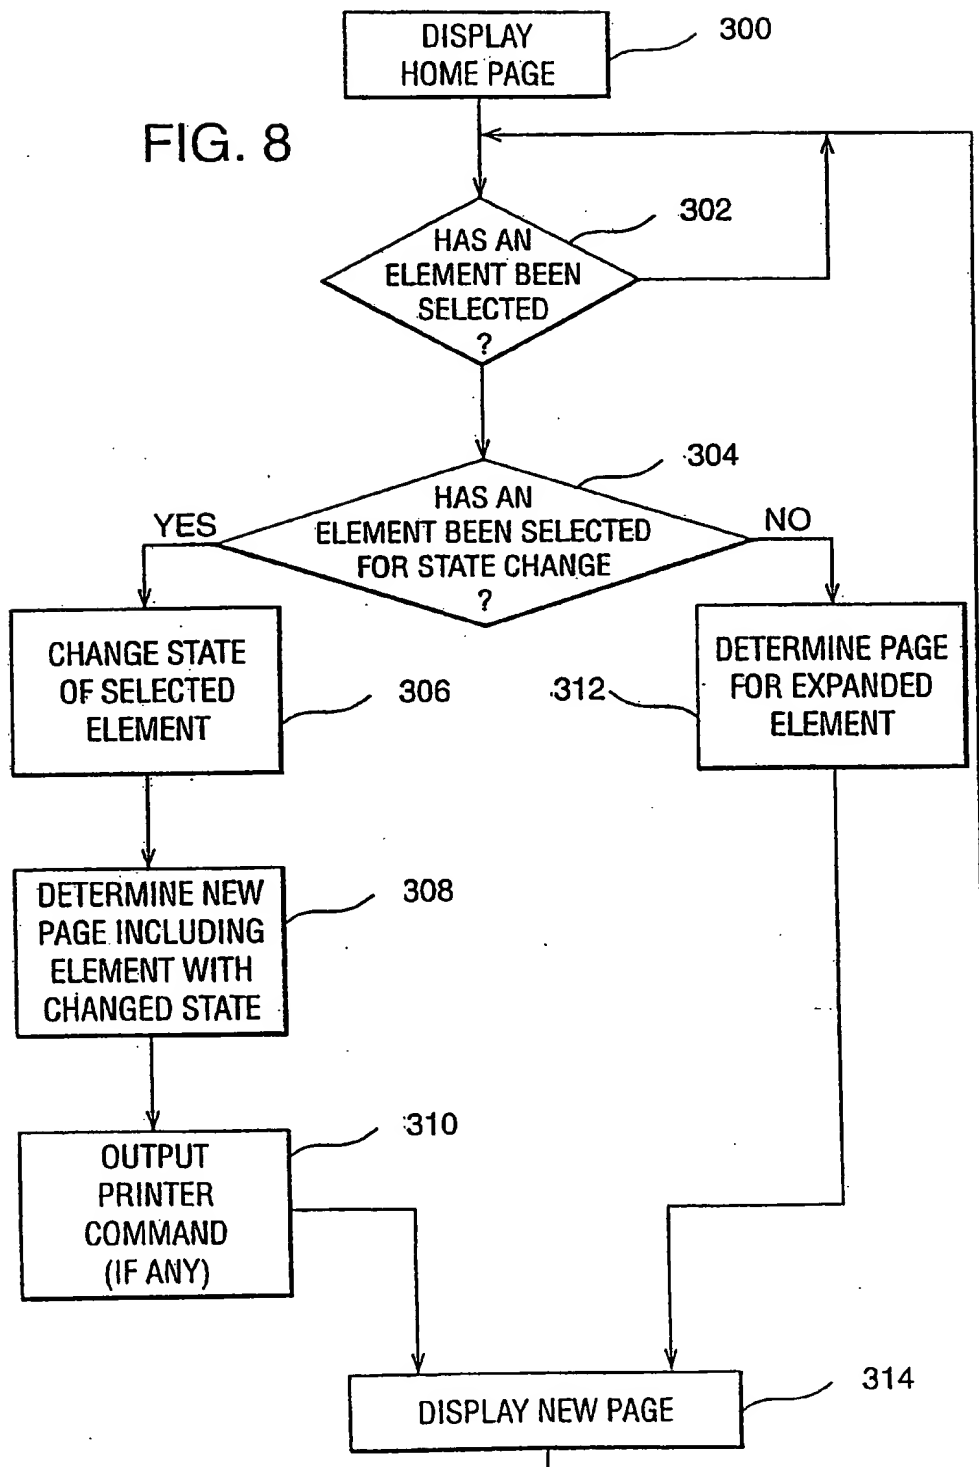 DISPLAY
HOME PAGE
300
FIG. 8
302
HAS AN
ELEMENT BEEN
SELECTED
?
304
HAS AN
ELEMENT BEEN SELECTED
FOR STATE CHANGE
?
YES
NO
CHANGE STATE
OF SELECTED
ELEMENT
306
312
DETERMINE PAGE
FOR EXPANDED
ELEMENT
DETERMINE NEW
PAGE INCLUDING
ELEMENT WITH
CHANGED STATE
308
OUTPUT
PRINTER
COMMAND
(IF ANY)
310
DISPLAY NEW PAGE
314